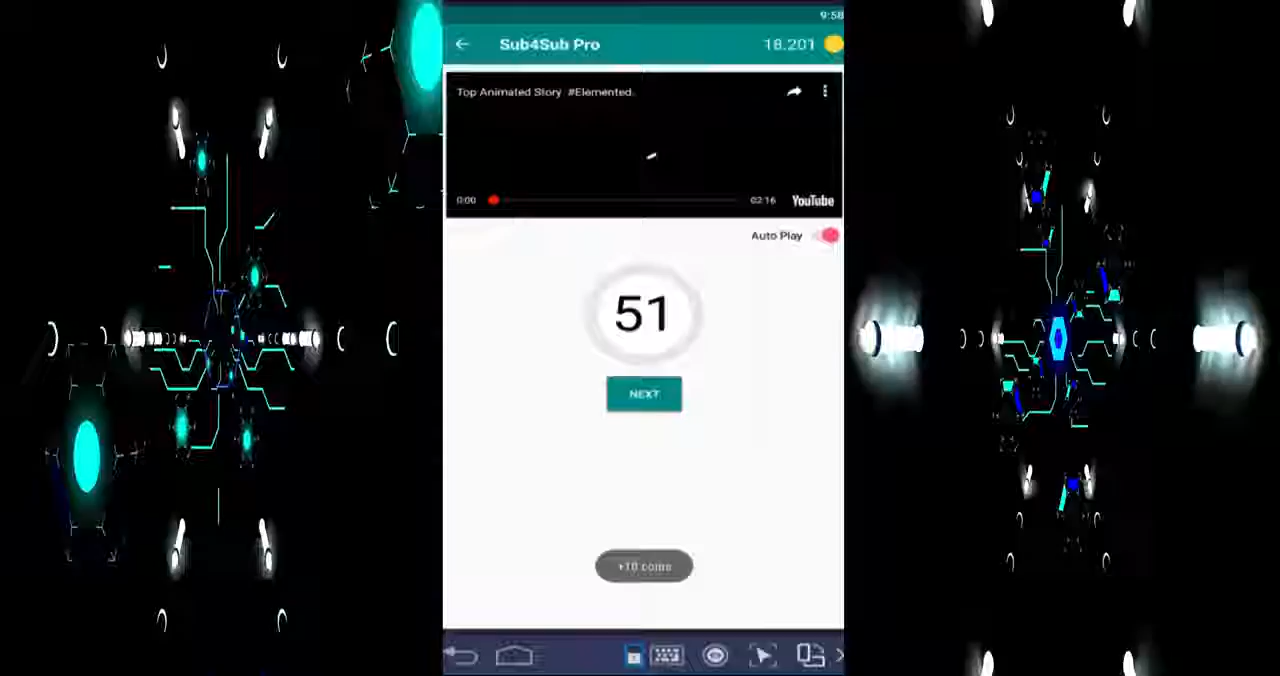 9:58
Sub4Sub Pro
18.201
Top Animated Story #Elemented.
0:00
02:16
YouTube
Auto Play
51
NEXT
+10 coins